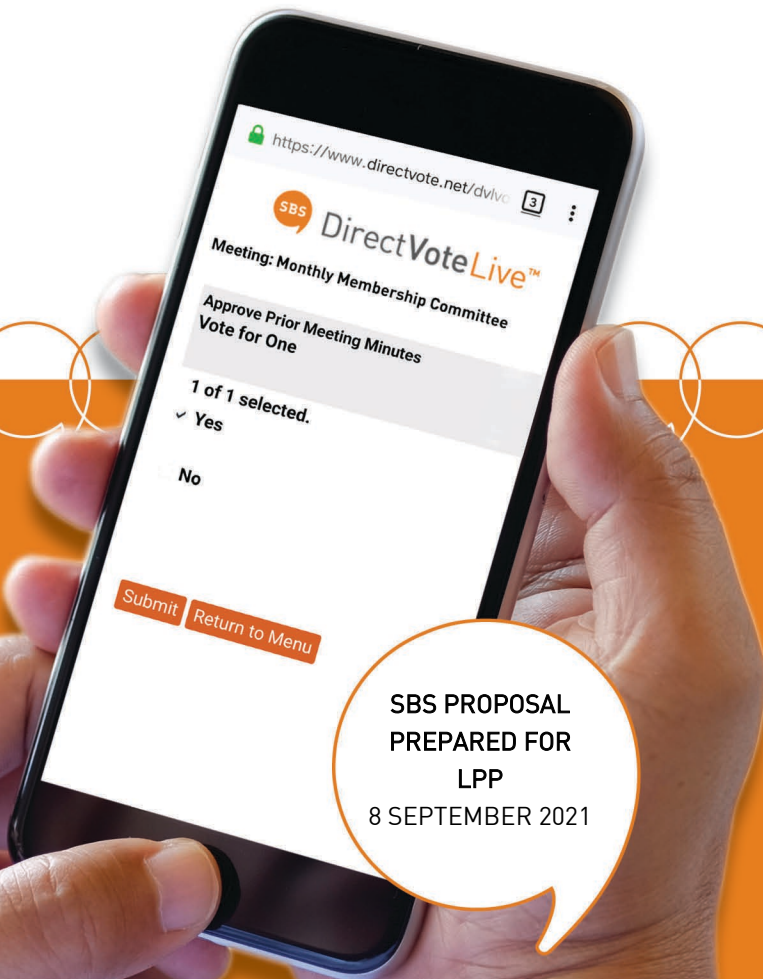 https://www.directvote.net/dvlvo
3
SBS
DirectVoteLive™
Meeting: Monthly Membership Committee
Approve Prior Meeting Minutes
Vote for One
1 of 1 selected.
Yes
No
Submit
Return to Menu
SBS PROPOSAL
PREPARED FOR
LPP
8 SEPTEMBER 2021